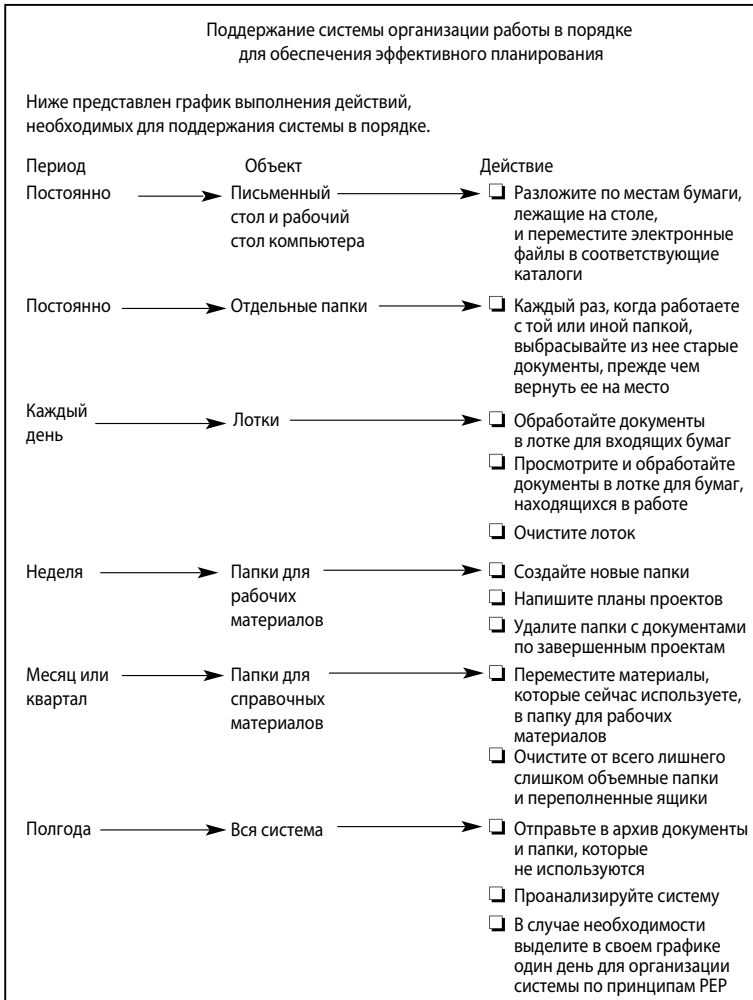 Поддержание системы организации работы в порядке
для обеспечения эффективного планирования
Ниже представлен график выполнения действий,
необходимых для поддержания системы в порядке.
Период
Объект
Действие
Постоянно
Письменный
стол и рабочий
стол компьютера
Разложите по местам бумаги,
лежащие на столе,
и переместите электронные
файлы в соответствующие
каталоги
Постоянно
Отдельные папки
Каждый раз, когда работаете
с той или иной папкой,
выбрасывайте из нее старые
документы, прежде чем
вернуть ее на место
Каждый
день
Лотки
Обработайте документы
в лотке для входящих бумаг
Просмотрите и обработайте
документы в лотке для бумаг,
находящихся в работе
Очистите лоток
Неделя
Папки для
рабочих
материалов
Создайте новые папки
Напишите планы проектов
Удалите папки с документами
по завершенным проектам
Месяц или
квартал
Папки для
справочных
материалов
Переместите материалы,
которые сейчас используете,
в папку для рабочих
материалов
Очистите от всего лишнего
слишком объемные папки
и переполненные ящики
Полгода
Вся система
Отправьте в архив документы
и папки, которые
не используются
Проанализируйте систему
В случае необходимости
выделите в своем графике
один день для организации
системы по принципам PEP